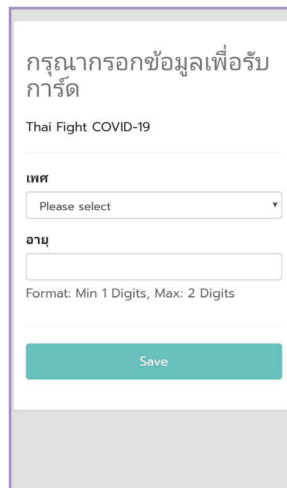 กรุณากรอกข้อมูลเพื่อรับ
การ์ด
Thai Fight COVID-19
เพศ
Please select
อายุ
Format: Min 1 Digits, Max: 2 Digits
Save